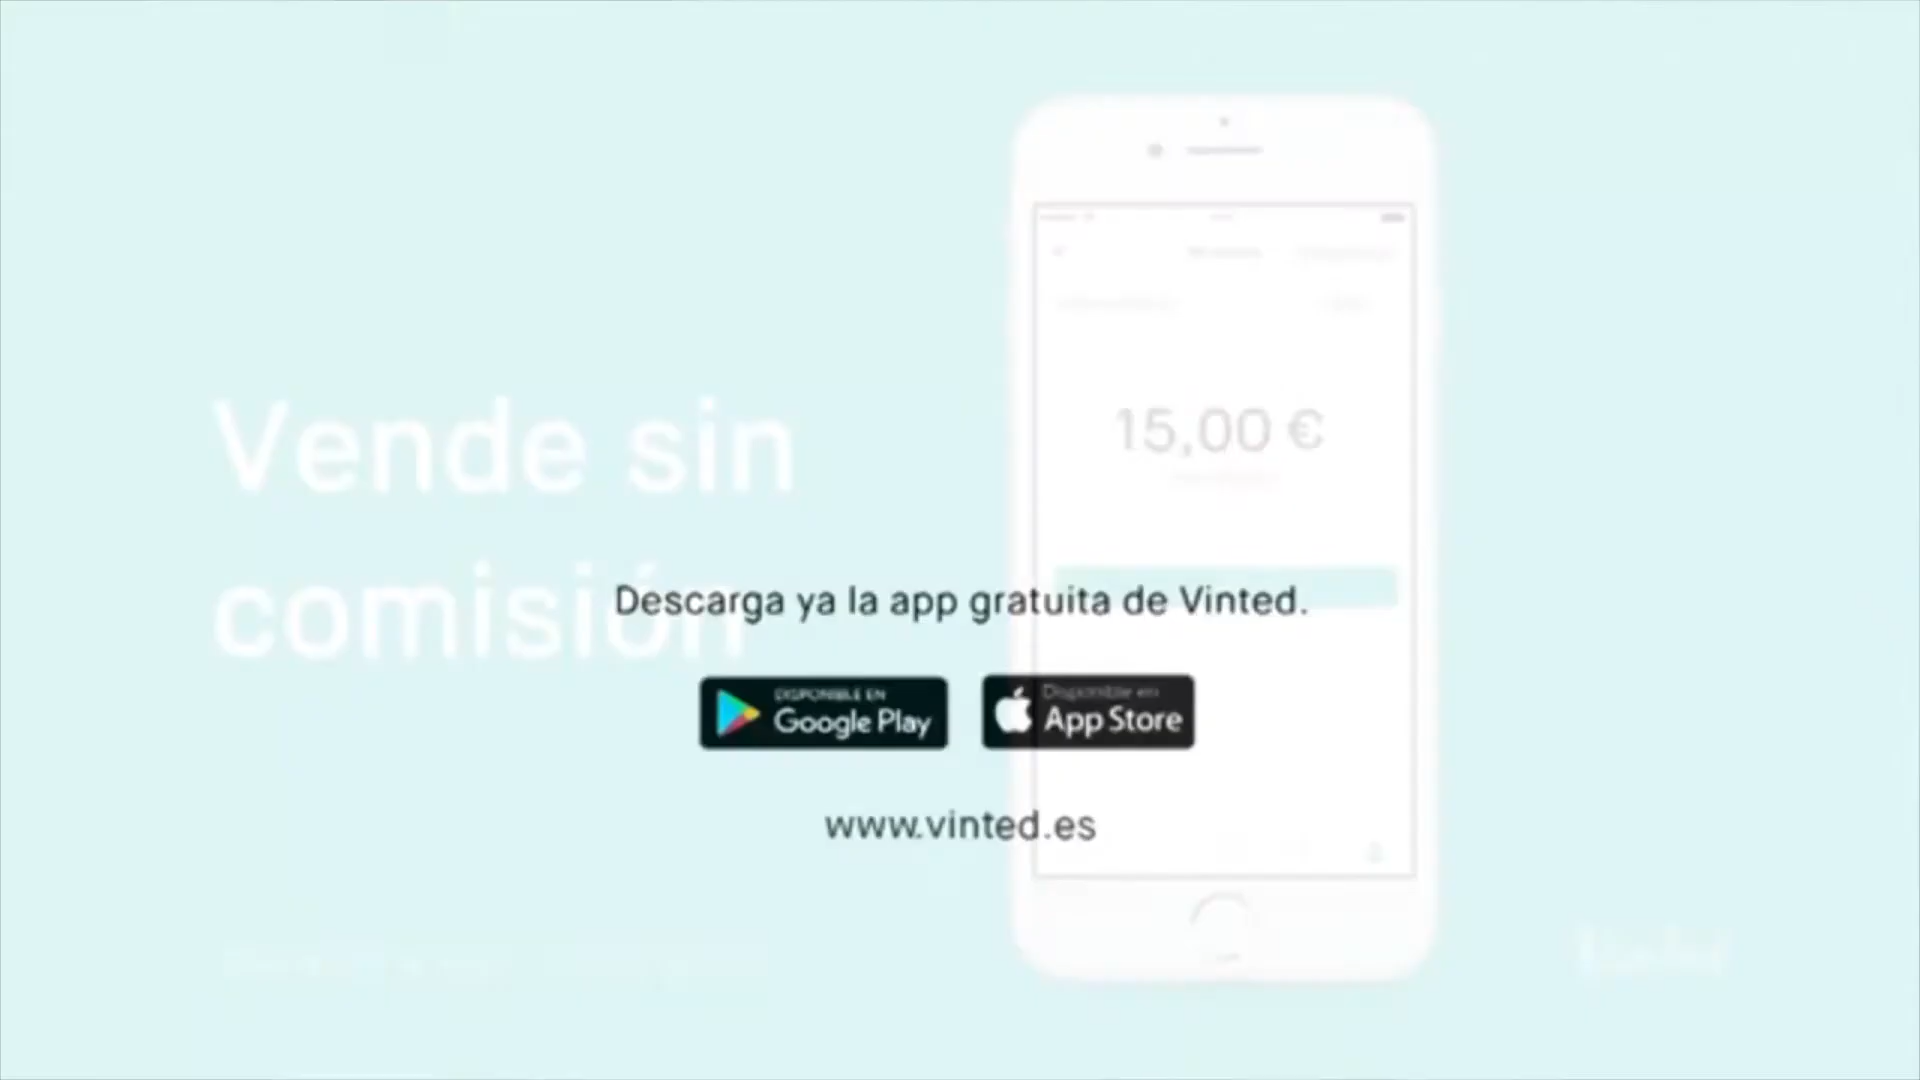 Vende sin
comisión
15,00 €
Descarga ya la app gratuita de Vinted.
DISPONIBLE EN
Google Play
Disponible en
App Store
www.vinted.es